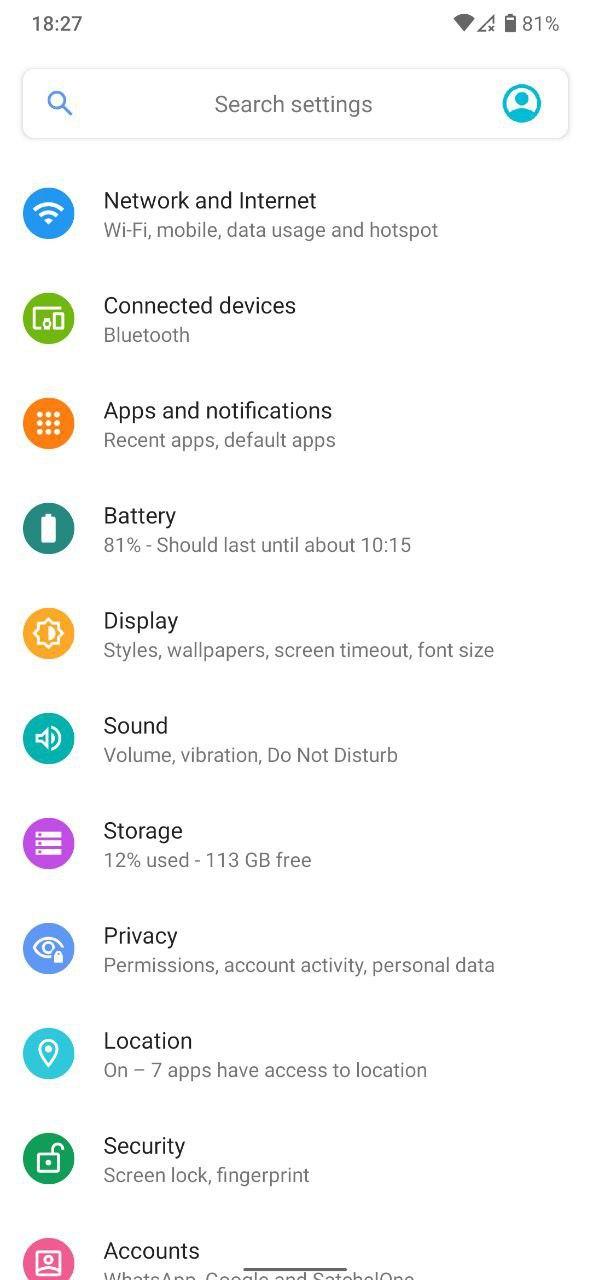 18:27 81%
Search settings
Network and Internet
Wi-Fi, mobile, data usage and hotspot
Connected devices
Bluetooth
Apps and notifications
Recent apps, default apps
Battery
81% - Should last until about 10:15
Display
Styles, wallpapers, screen timeout, font size
Sound
Volume, vibration, Do Not Disturb
Storage
12% used - 113 GB free
Privacy
Permissions, account activity, personal data
Location
On – 7 apps have access to location
Security
Screen lock, fingerprint
Accounts
WhatsApp, Google and SatchelOne